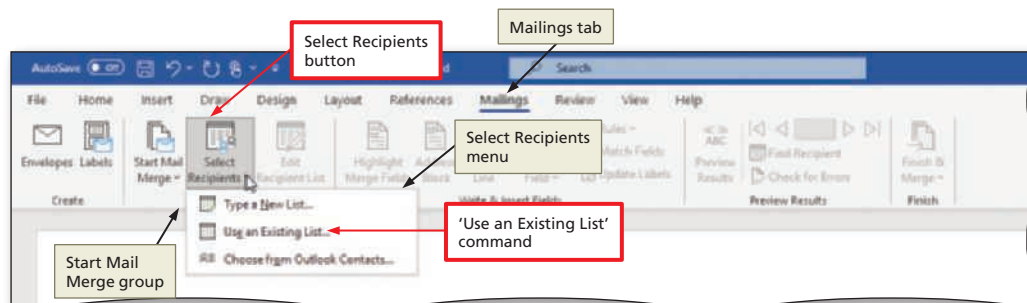 Mailings tab
Select Recipients
button
AutoSave Off
Search
File Home Insert Draw Design Layout References Mailings Review View Help
Envelopes Labels
Start Mail
Merge
Select
Recipients
Edit
Recipient List
Highlight
Merge Fields
Block
Line
Field
Rules
Match Fields
Update Labels
Select Recipients
menu
ABC
Preview
Results
Find Recipient
Check for Errors
Finish &
Merge
Create
Write & Insert Fields
Preview Results
Finish
Type a New List...
Use an Existing List...
Choose from Outlook Contacts...
'Use an Existing List'
command
Start Mail
Merge group